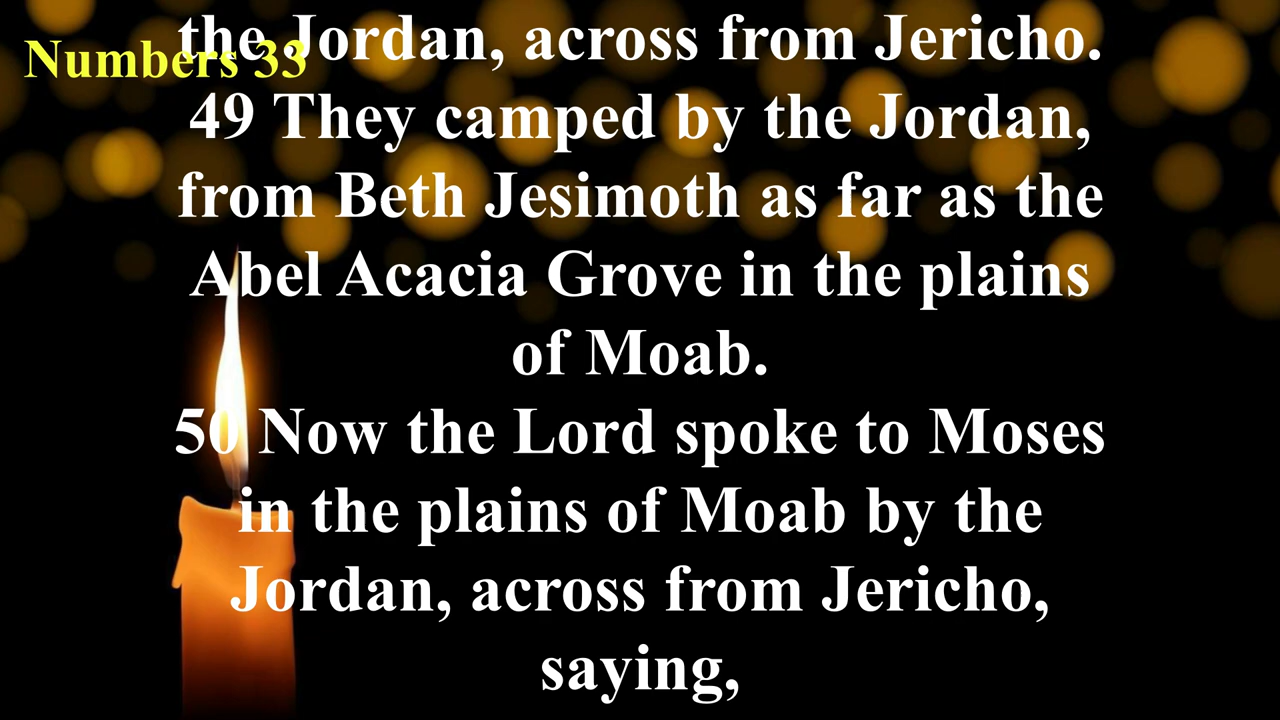 the Jordan, across from Jericho.
Numbers 33
49 They camped by the Jordan,
from Beth Jesimoth as far as the
Abel Acacia Grove in the plains
of Moab.
50 Now the Lord spoke to Moses
in the plains of Moab by the
Jordan, across from Jericho,
saying,